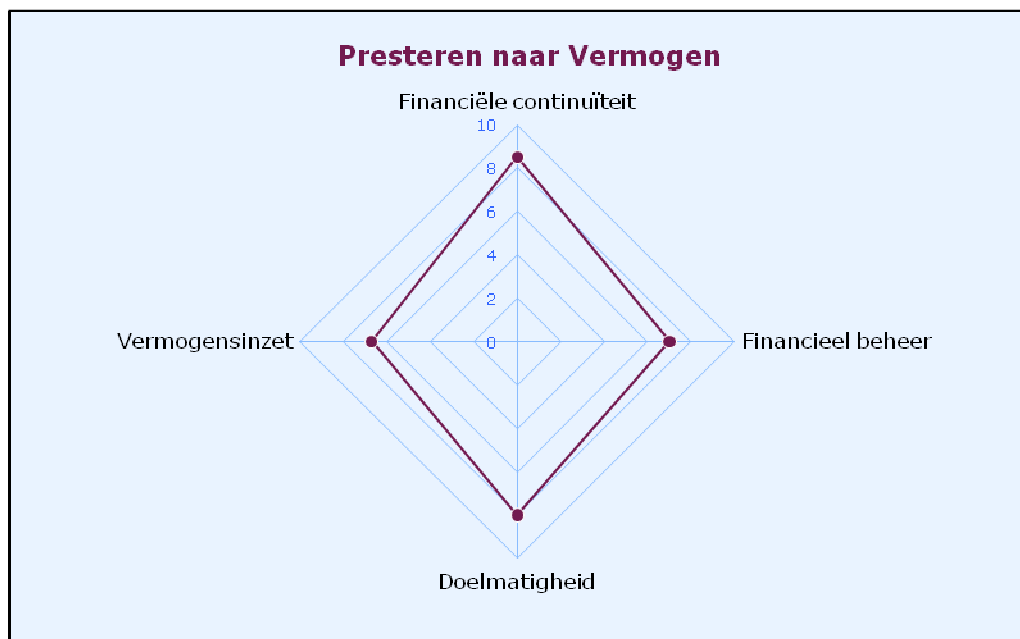 Presteren naar Vermogen
Financiële continuïteit
10
8
6
4
2
0
Vermogensinzet
Financieel beheer
Doelmatigheid